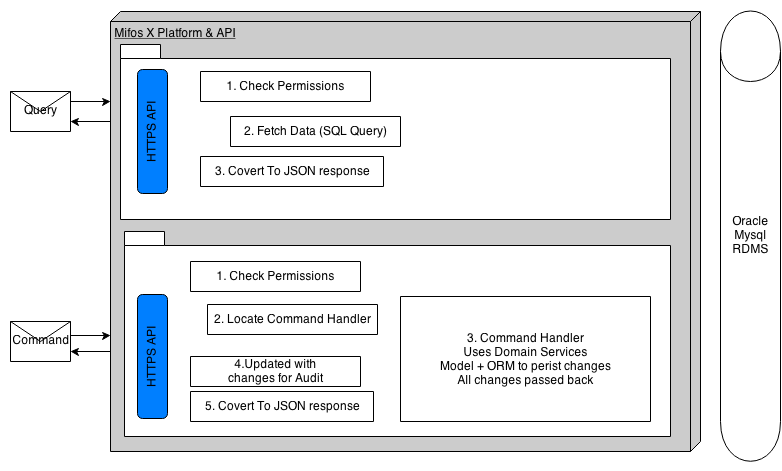 Mifos X Platform & API
Query
HTTPS API
1. Check Permissions
2. Fetch Data (SQL Query)
3. Covert To JSON response
Oracle
Mysql
RDMS
Command
HTTPS API
1. Check Permissions
2. Locate Command Handler
3. Command Handler
Uses Domain Services
Model + ORM to perist changes
All changes passed back
4.Updated with
changes for Audit
5. Covert To JSON response